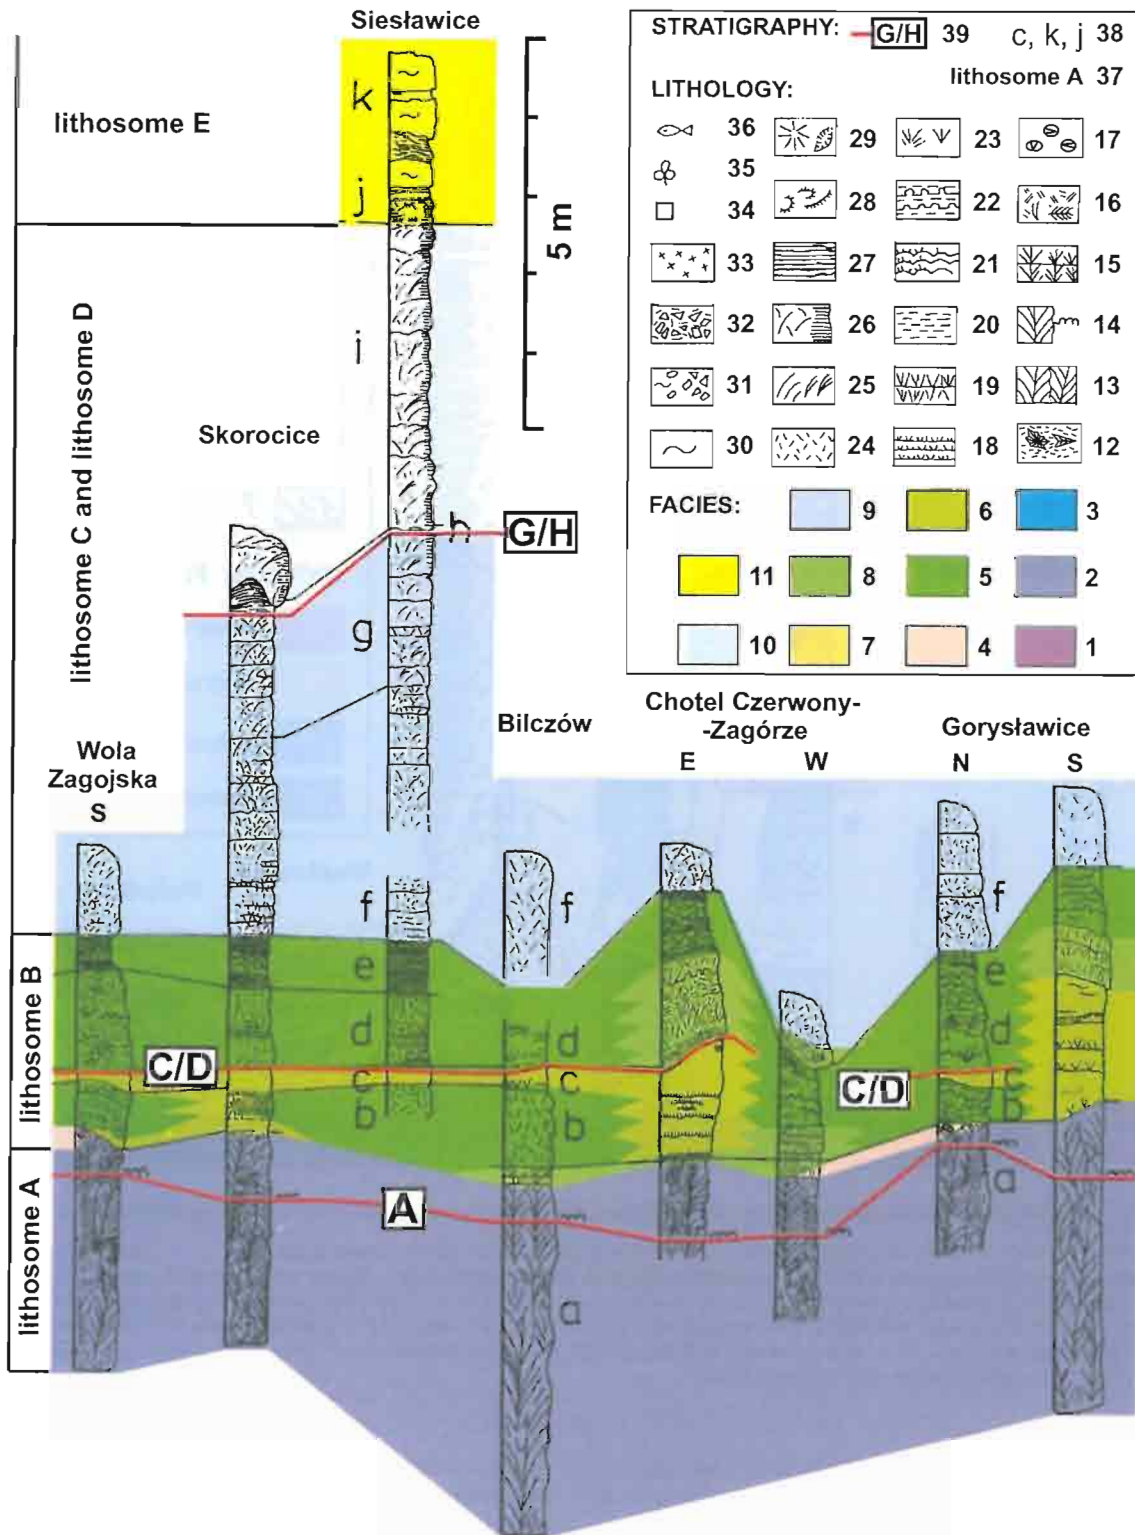 Siesławice
STRATIGRAPHY: G/H 39 c, k, j 38
lithosome A 37
LITHOLOGY:
36 29 23 17
35
34 28 22 16
33 27 21 15
32 26 20 14
31 25 19 13
30 24 18 12
FACIES: 9 6 3
11 8 5 2
10 7 4 1
lithosome E
k
j
5 m
lithosome C and lithosome D
i
Skorocice
h
G/H
g
Bilczów
Chotel Czerwony-
-Zagórze
E W
Gorysławice
N S
Wola
Zagojska
S
f f f
lithosome B
e e
d d d
C/D C/D
c c c
b b b
lithosome A
A
a a